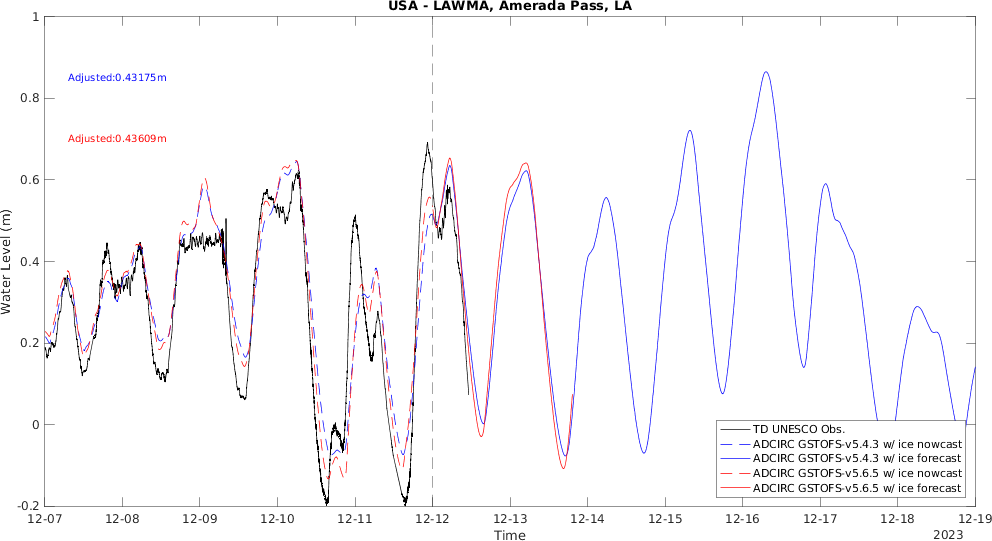 USA - LAWMA, Amerada Pass, LA
1
0.8
0.6
0.4
0.2
0
-0.2
Water Level (m)
Adjusted:0.43175m
Adjusted:0.43609m
TD UNESCO Obs.
ADCIRC GSTOFS-v5.4.3 w/ ice nowcast
ADCIRC GSTOFS-v5.4.3 w/ ice forecast
ADCIRC GSTOFS-v5.6.5 w/ ice nowcast
ADCIRC GSTOFS-v5.6.5 w/ ice forecast
12-07 12-08 12-09 12-10 12-11 12-12 12-13 12-14 12-15 12-16 12-17 12-18 12-19
Time
2023